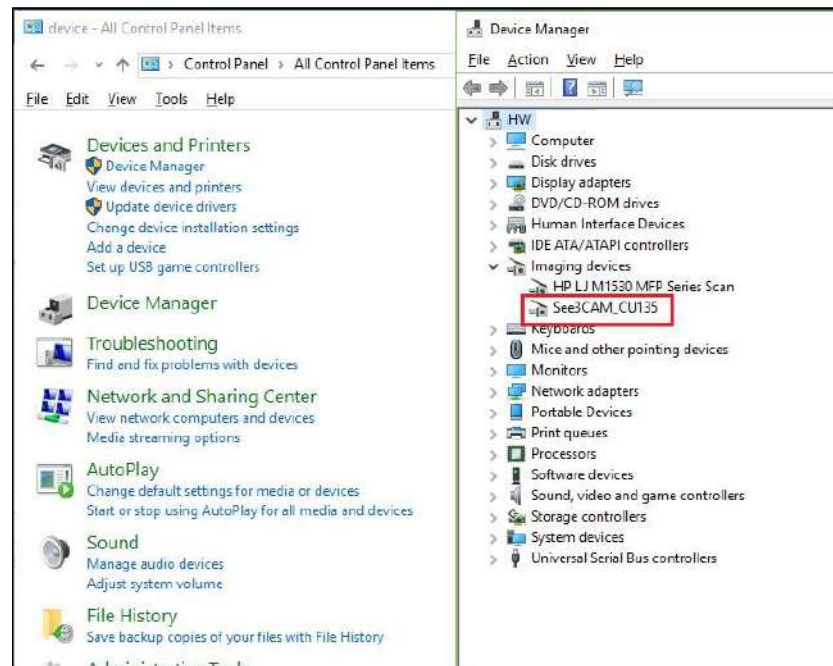 device - All Control Panel Items
Control Panel > All Control Panel Items
File Edit View Tools Help
Devices and Printers
Device Manager
View devices and printers
Update device drivers
Change device installation settings
Add a device
Set up USB game controllers
Device Manager
Troubleshooting
Find and fix problems with devices
Network and Sharing Center
View network computers and devices
Media streaming options
AutoPlay
Change default settings for media or devices
Start or stop using AutoPlay for all media and devices
Sound
Manage audio devices
Adjust system volume
File History
Save backup copies of your files with File History
Device Manager
File Action View Help
HW
Computer
Disk drives
Display adapters
DVD/CD-ROM drives
Human Interface Devices
IDE ATA/ATAPI controllers
Imaging devices
HP LJ M1530 MFP Series Scan
See3CAM_CU135
Keyboards
Mice and other pointing devices
Monitors
Network adapters
Portable Devices
Print queues
Processors
Software devices
Sound, video and game controllers
Storage controllers
System devices
Universal Serial Bus controllers